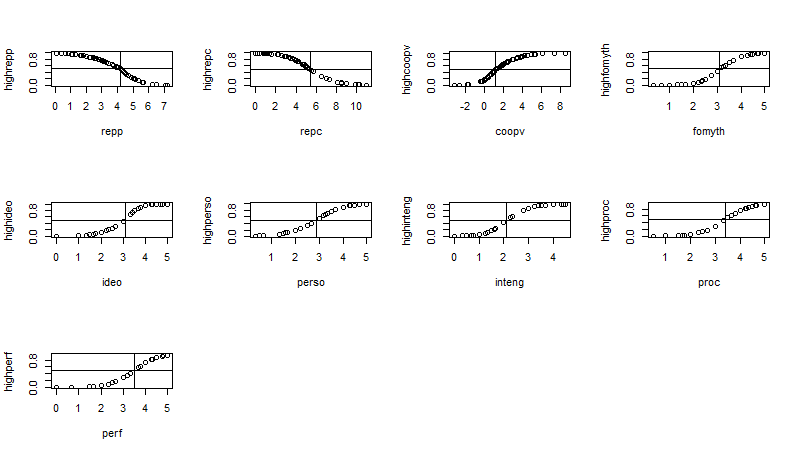 highrepp
0.0 0.8
0 1 2 3 4 5 6 7
repp
highrepc
0.0 0.8
0 2 4 6 8 10
repc
highcoopv
0.0 0.8
-2 0 2 4 6 8
coopv
highfomyth
0.0 0.8
1 2 3 4 5
fomyth
highideo
0.0 0.8
0 1 2 3 4 5
ideo
highperso
0.0 0.8
1 2 3 4 5
perso
highinteng
0.0 0.8
0 1 2 3 4
inteng
highproc
0.0 0.8
1 2 3 4 5
proc
highperf
0.0 0.8
0 1 2 3 4 5
perf